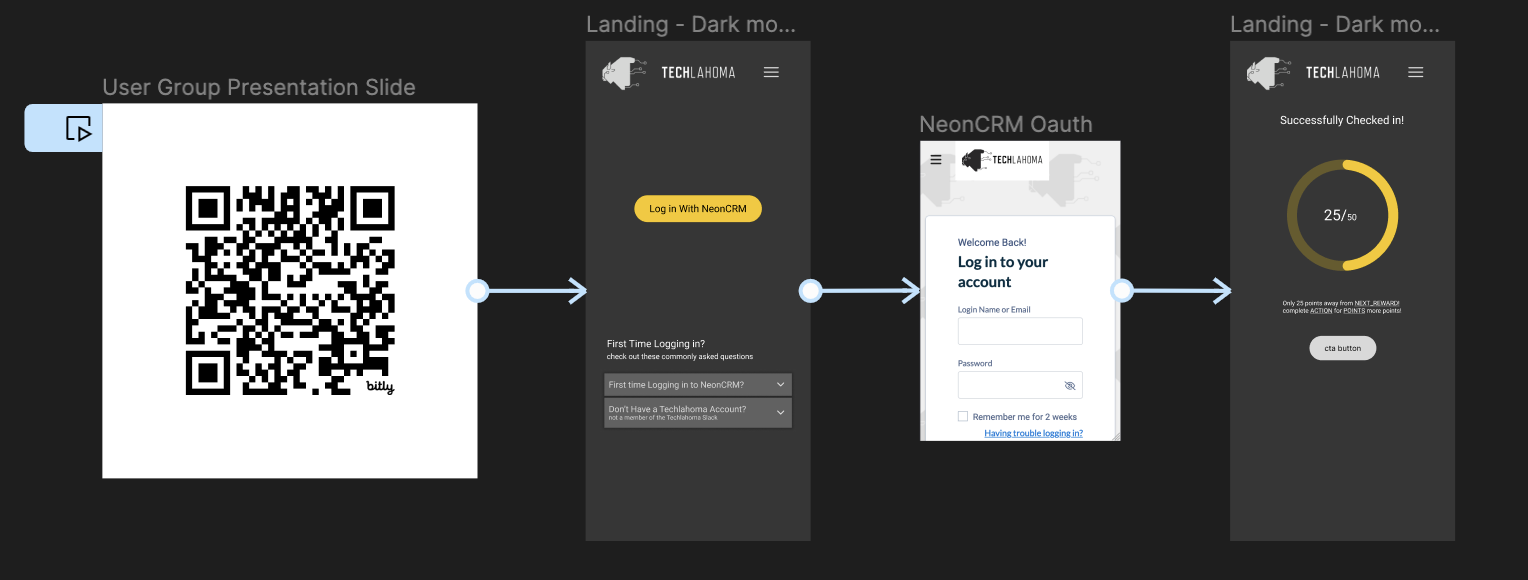 User Group Presentation Slide
bitly
Landing - Dark mo...
TECHLAHOMA
Log in With NeonCRM
First Time Logging in?
check out these commonly asked questions
First time Logging in to NeonCRM?
Don't Have a Techlahoma Account?
not a member of the Techlahoma Slack
NeonCRM Oauth
TECHLAHOMA
Welcome Back!
Log in to your
account
Login Name or Email
Password
Remember me for 2 weeks
Having trouble logging in?
Landing - Dark mo...
TECHLAHOMA
Successfully Checked in!
25/50
Only 25 points away from NEXT_REWARD!
complete ACTION for POINTS more points!
cta button